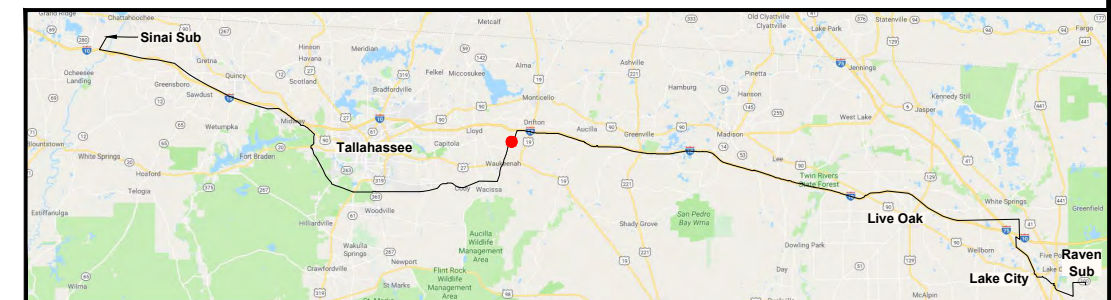 Grand Ridge
Chattahoochee
Metcalf
Old Clyattville
Clyattville
Lake Park
Statenville
Fargo
Sinai Sub
Hinson
Havana
Meridian
Alma
Ashville
Pinetta
Jennings
Gretna
Quincy
Scotland
Felkel
Miccosukee
Ocheesee
Landing
Greensboro
Sawdust
Bradfordville
Monticello
Hamburg
Hanson
Kennedy Still
Jasper
Wetumpka
Midway
Lloyd
Drifton
Aucilla
Greenville
Madison
West Lake
Blountstown
White Springs
Fort Braden
Tallahassee
Capitola
Waukeenah
Lee
Hosford
Telogia
Cody
Wacissa
Twin Rivers
State Forest
White Springs
Greenfield
Estiffanulga
Hilliardville
Woodville
Shady Grove
San Pedro
Bay Wma
Live Oak
Wakulla
Springs
Aucilla
Wildlife
Management
Area
Dowling Park
Wellborn
Five Po
Raven
Sub
Crawfordville
Newport
Flint Rock
Wildlife
Management
Area
Day
Lake City
Lake C
Wilma
St Marks
McAlpin